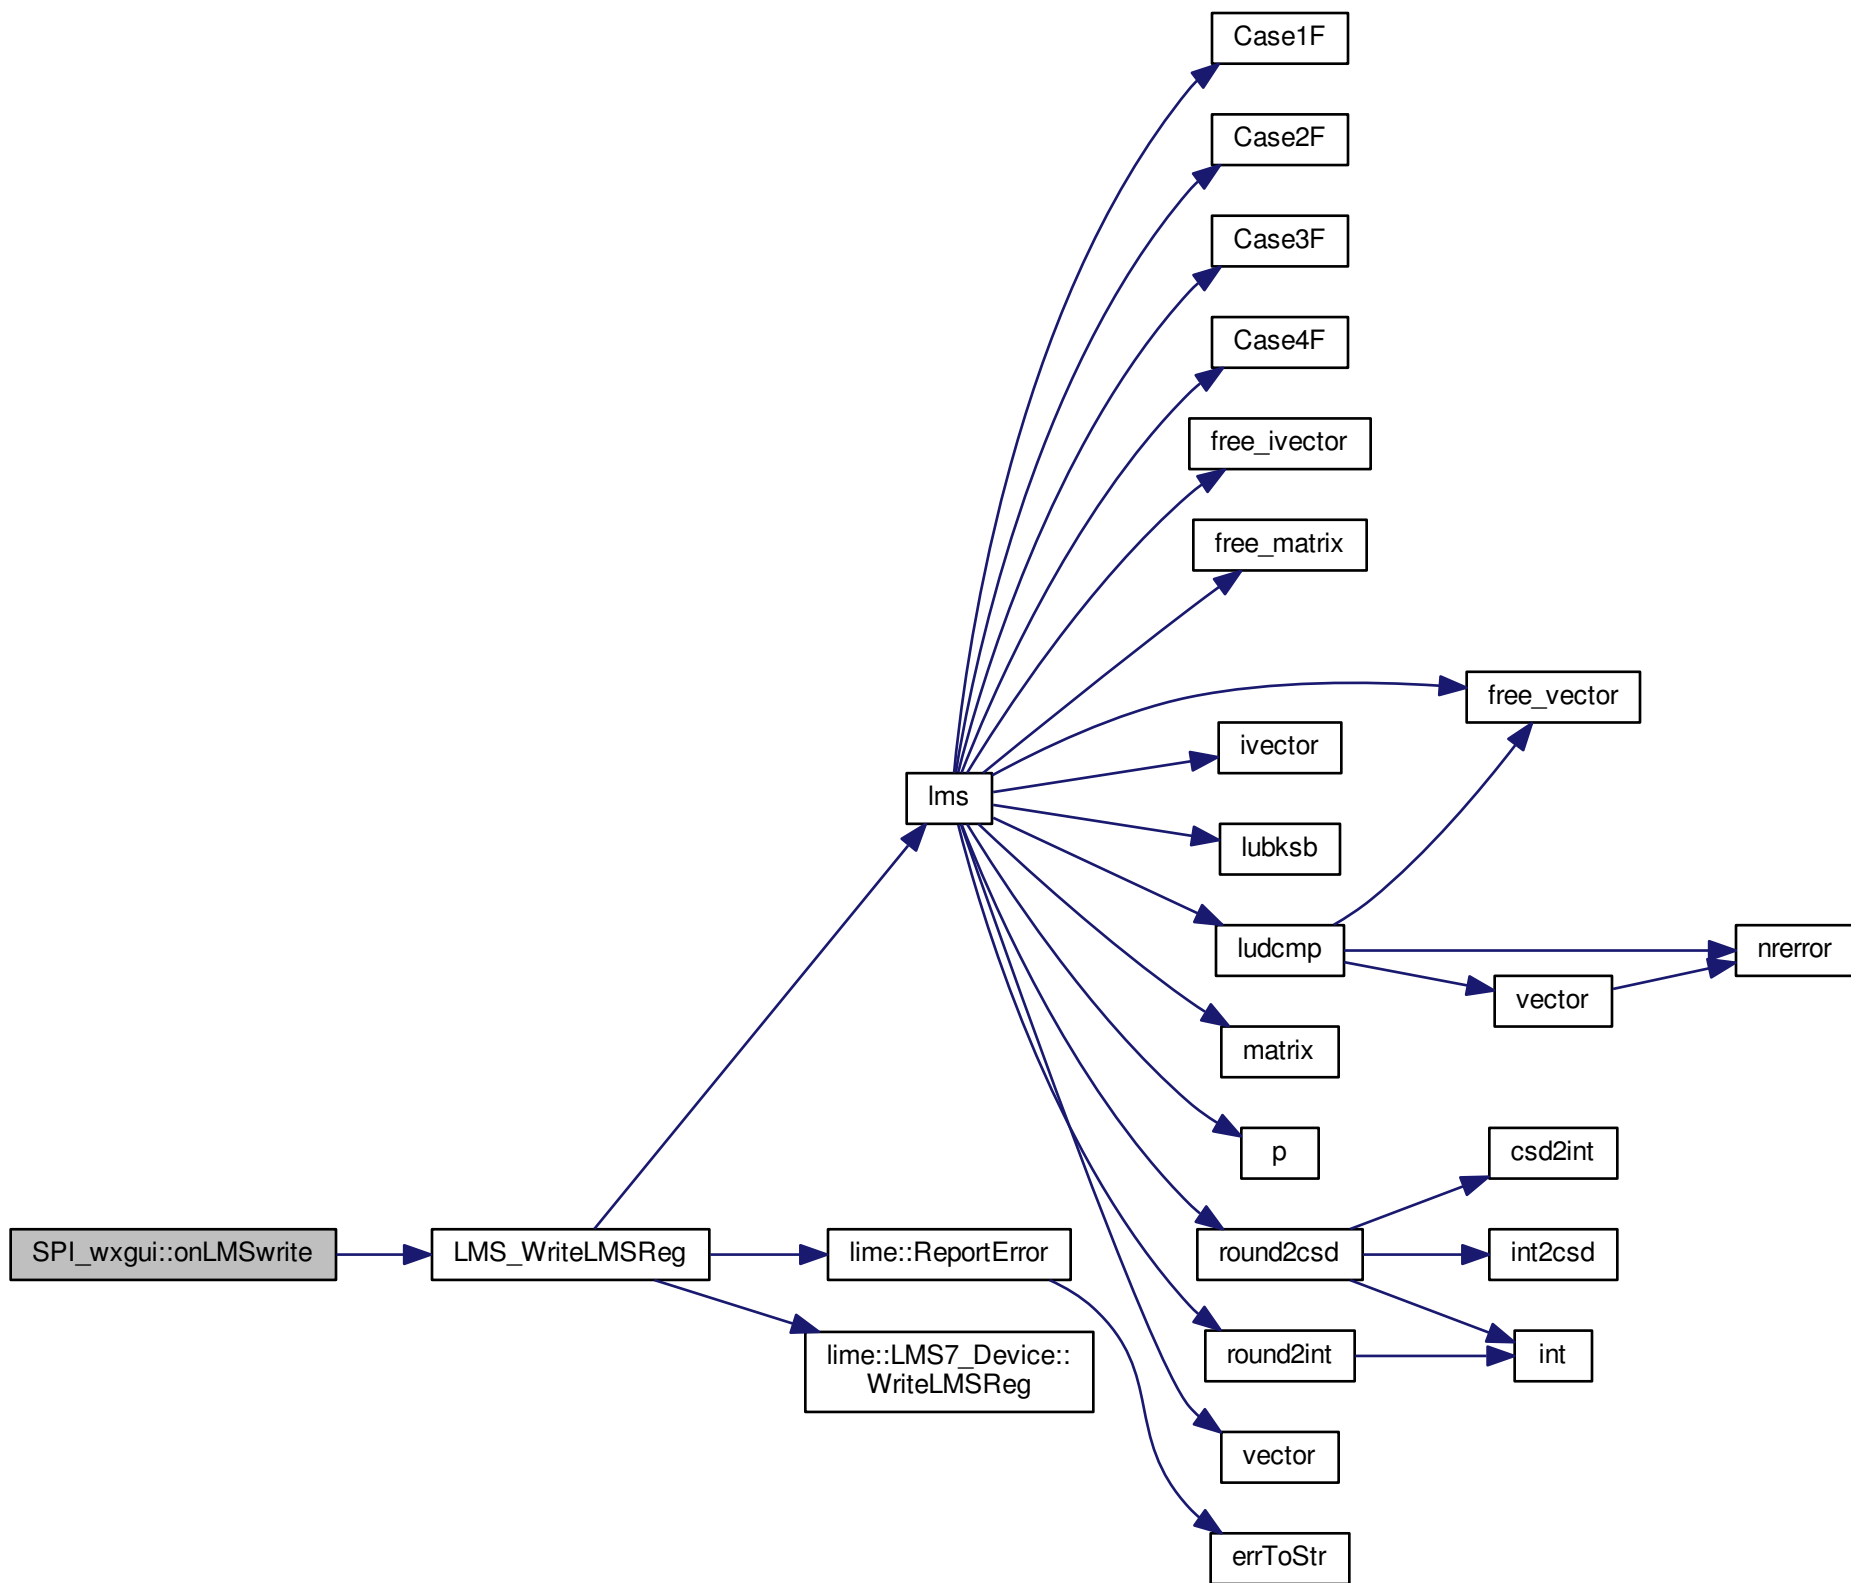 Case1F
Case2F
Case3F
Case4F
free_ivector
free_matrix
free_vector
ivector
lms
lubksb
ludcmp
nrerror
vector
matrix
p
csd2int
SPI_wxgui::onLMSwrite
LMS_WriteLMSReg
lime::ReportError
round2csd
int2csd
lime::LMS7_Device::
WriteLMSReg
round2int
int
vector
errToStr